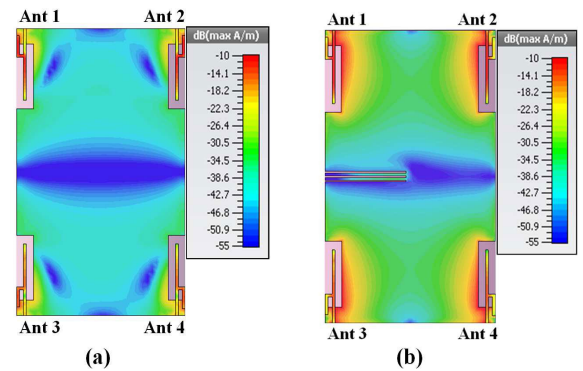 Ant 1
Ant 2
dB(max A/m)
-10
-14.1
-18.2
-22.3
-26.4
-30.5
-34.5
-38.6
-42.7
-46.8
-50.9
-55
Ant 3
Ant 4
(a)
Ant 1
Ant 2
dB(max A/m)
-10
-14.1
-18.2
-22.3
-26.4
-30.5
-34.5
-38.6
-42.7
-46.8
-50.9
-55
Ant 3
Ant 4
(b)